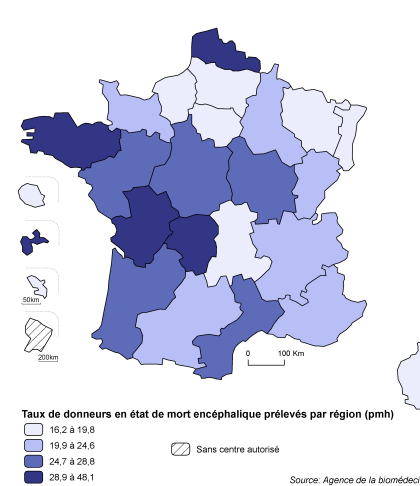 50km
200km
0 100 Km
Taux de donneurs en état de mort encéphalique prélevés par région (pmh)
16,2 à 19,8
19,9 à 24,6
Sans centre autorisé
24,7 à 28,8
28,9 à 48,1
Source: Agence de la biomédec